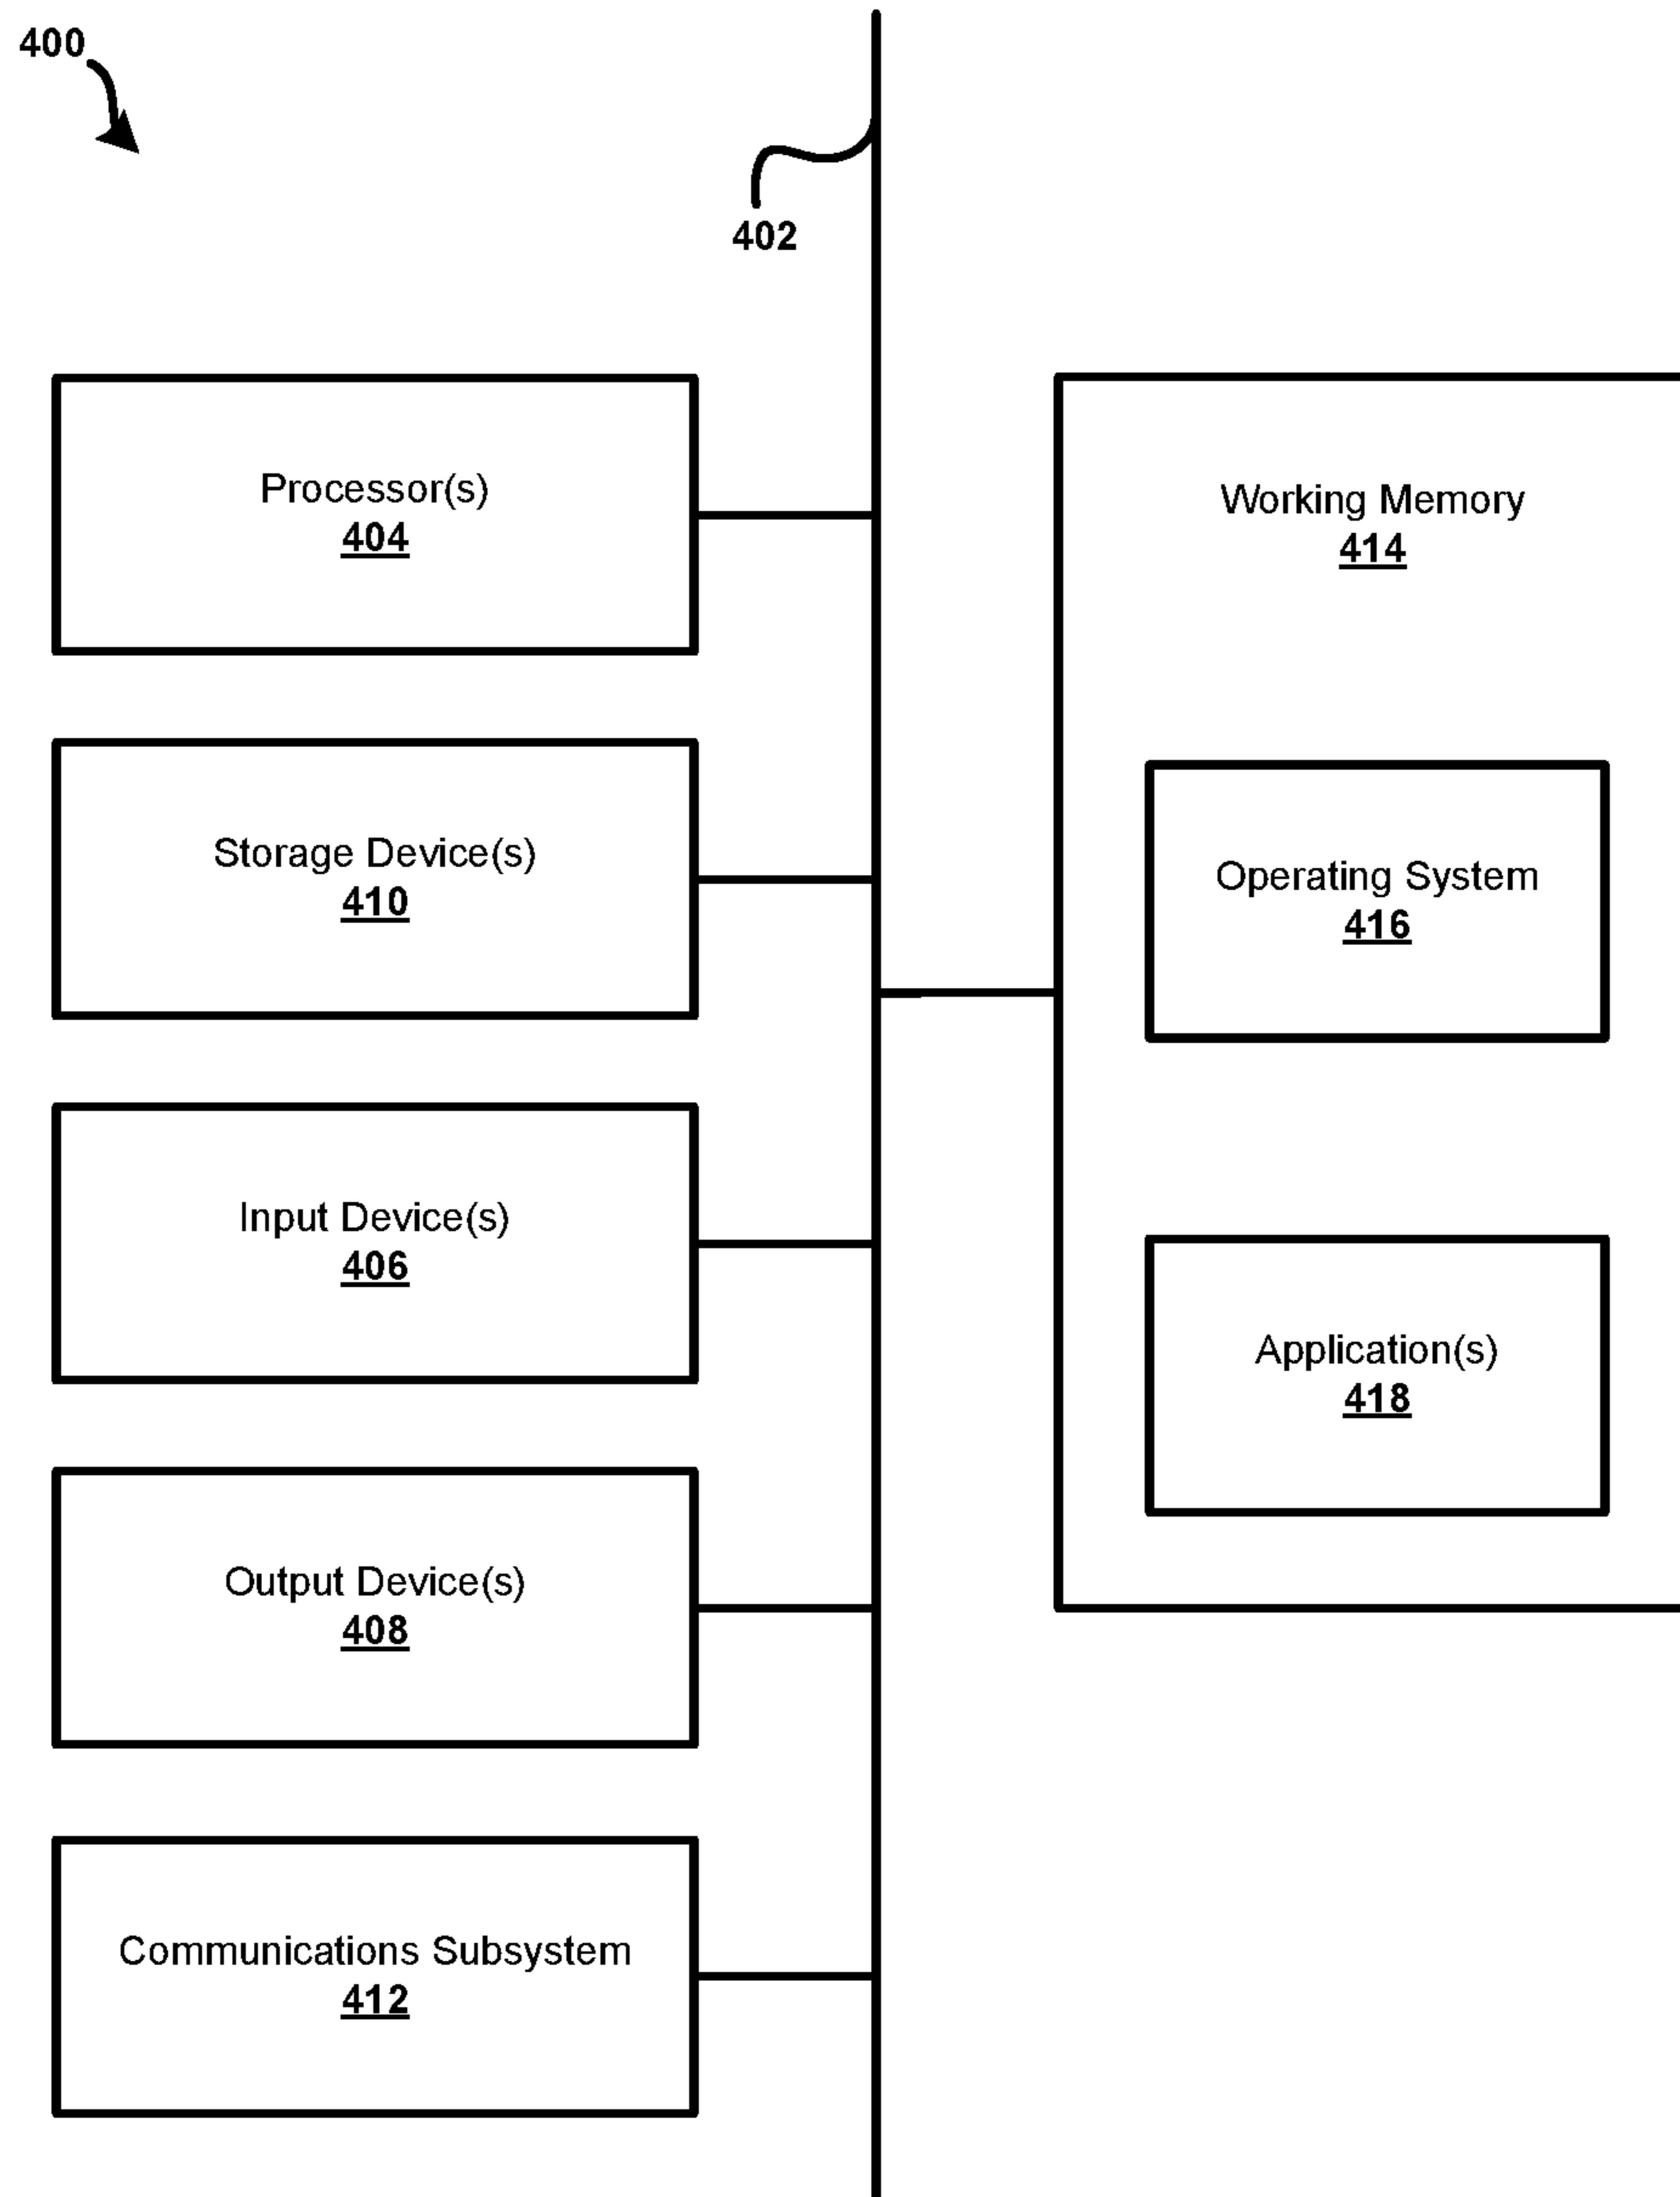 400
402
Processor(s)
404
Storage Device(s)
410
Input Device(s)
406
Output Device(s)
408
Communications Subsystem
412
Working Memory
414
Operating System
416
Application(s)
418